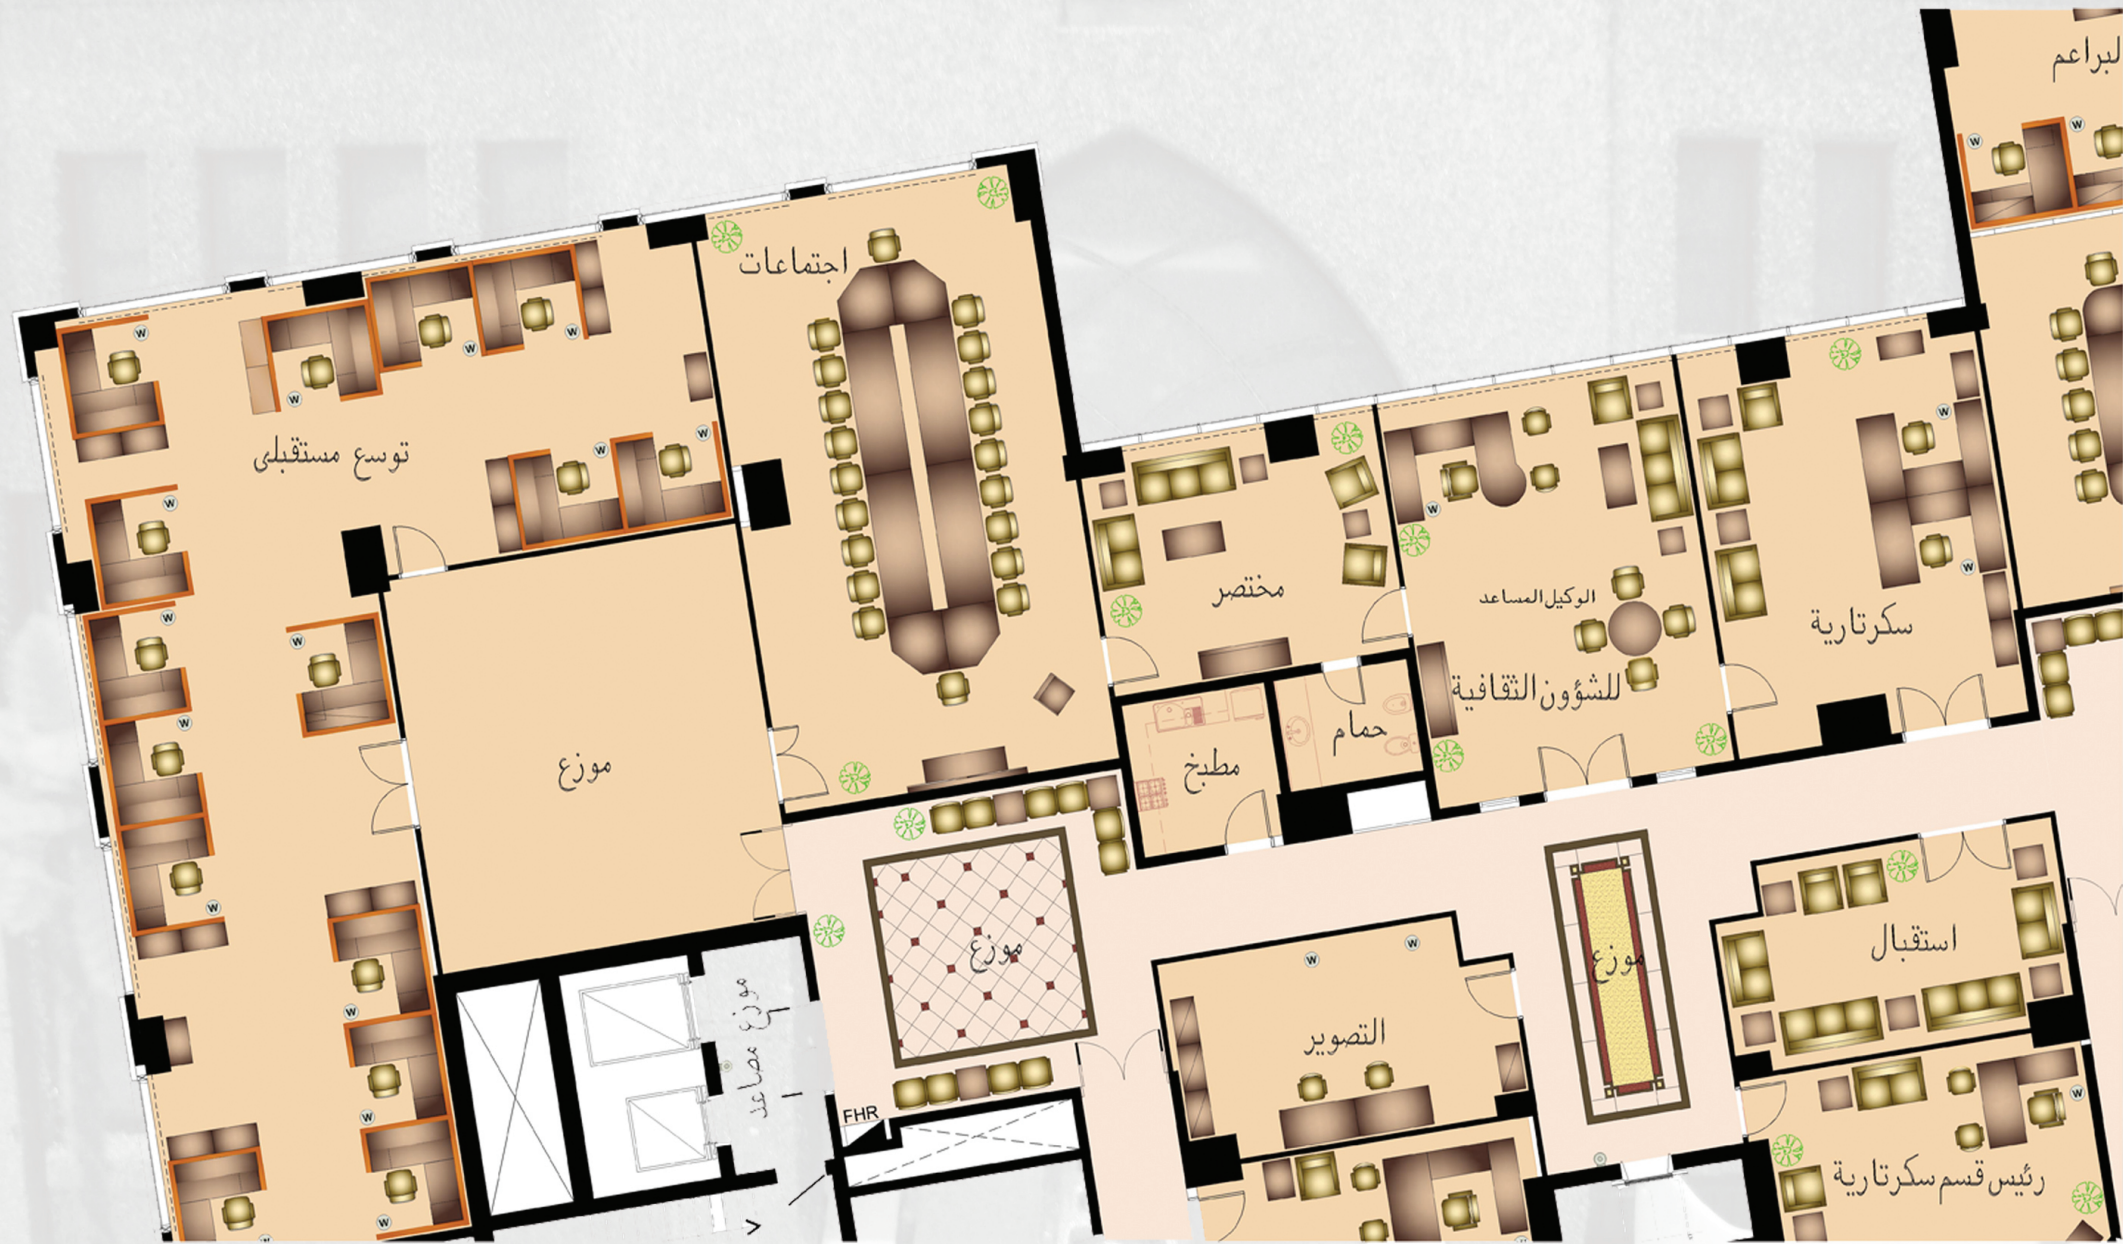 البراعم
W
W
اجتماعات
W
W
W
W
توسع مستقبلى
W
W
W
W
W
W
W
مختصر
الوكيل المساعد
للشؤون الثقافية
W
سكرتارية
W
W
موزع
مطبخ
حمام
W
W
W
W
W
موزع
موزع
موزع مصاعد
FHR
التصوير
W
W
استقبال
رئيس قسم سكرتارية
W